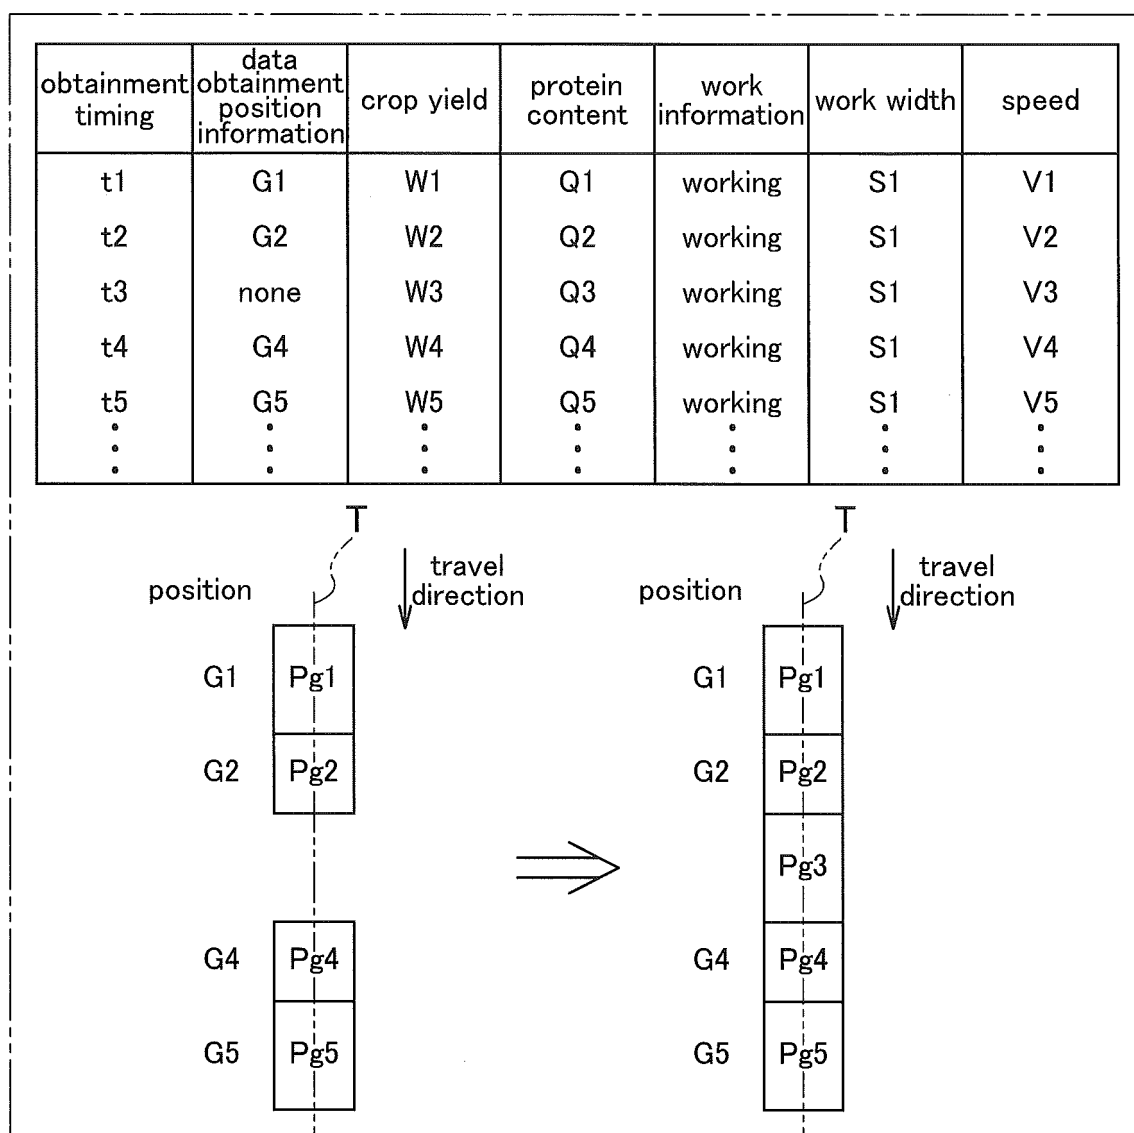 obtainment timing | data obtainment position information | crop yield | protein content | work information | work width | speed
t1 | G1 | W1 | Q1 | working | S1 | V1
t2 | G2 | W2 | Q2 | working | S1 | V2
t3 | none | W3 | Q3 | working | S1 | V3
t4 | G4 | W4 | Q4 | working | S1 | V4
t5 | G5 | W5 | Q5 | working | S1 | V5
T
position
travel
direction
G1 Pg1
G2 Pg2
G4 Pg4
G5 Pg5
T
position
travel
direction
G1 Pg1
G2 Pg2
Pg3
G4 Pg4
G5 Pg5